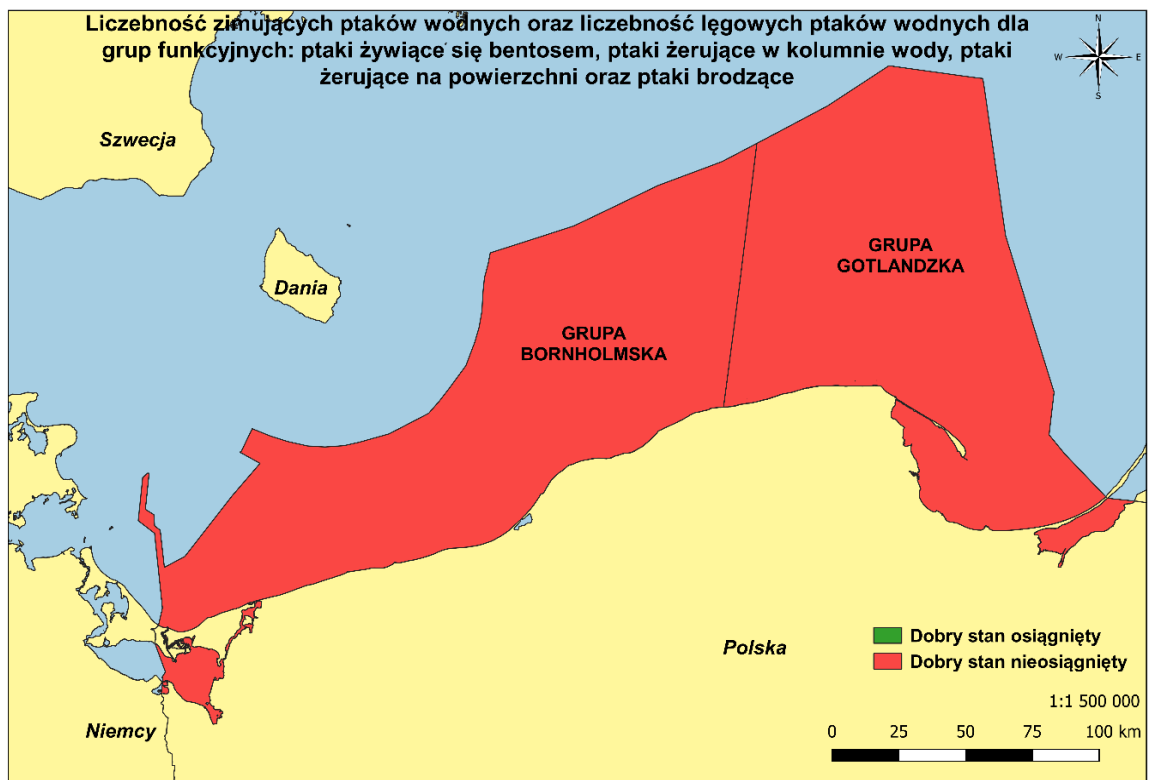 Liczebność zimujących ptaków wodnych oraz liczebność lęgowych ptaków wodnych dla
grup funkcyjnych: ptaki żywiące się bentosem, ptaki żerujące w kolumnie wody, ptaki
żerujące na powierzchni oraz ptaki brodzące
N
W
E
S
Szwecja
GRUPA
GOTLANDZKA
Dania
GRUPA
BORNHOLMSKA
Dobry stan osiągnięty
Polska
Dobry stan nieosiągnięty
1:1 500 000
Niemcy
0 25 50 75 100 km